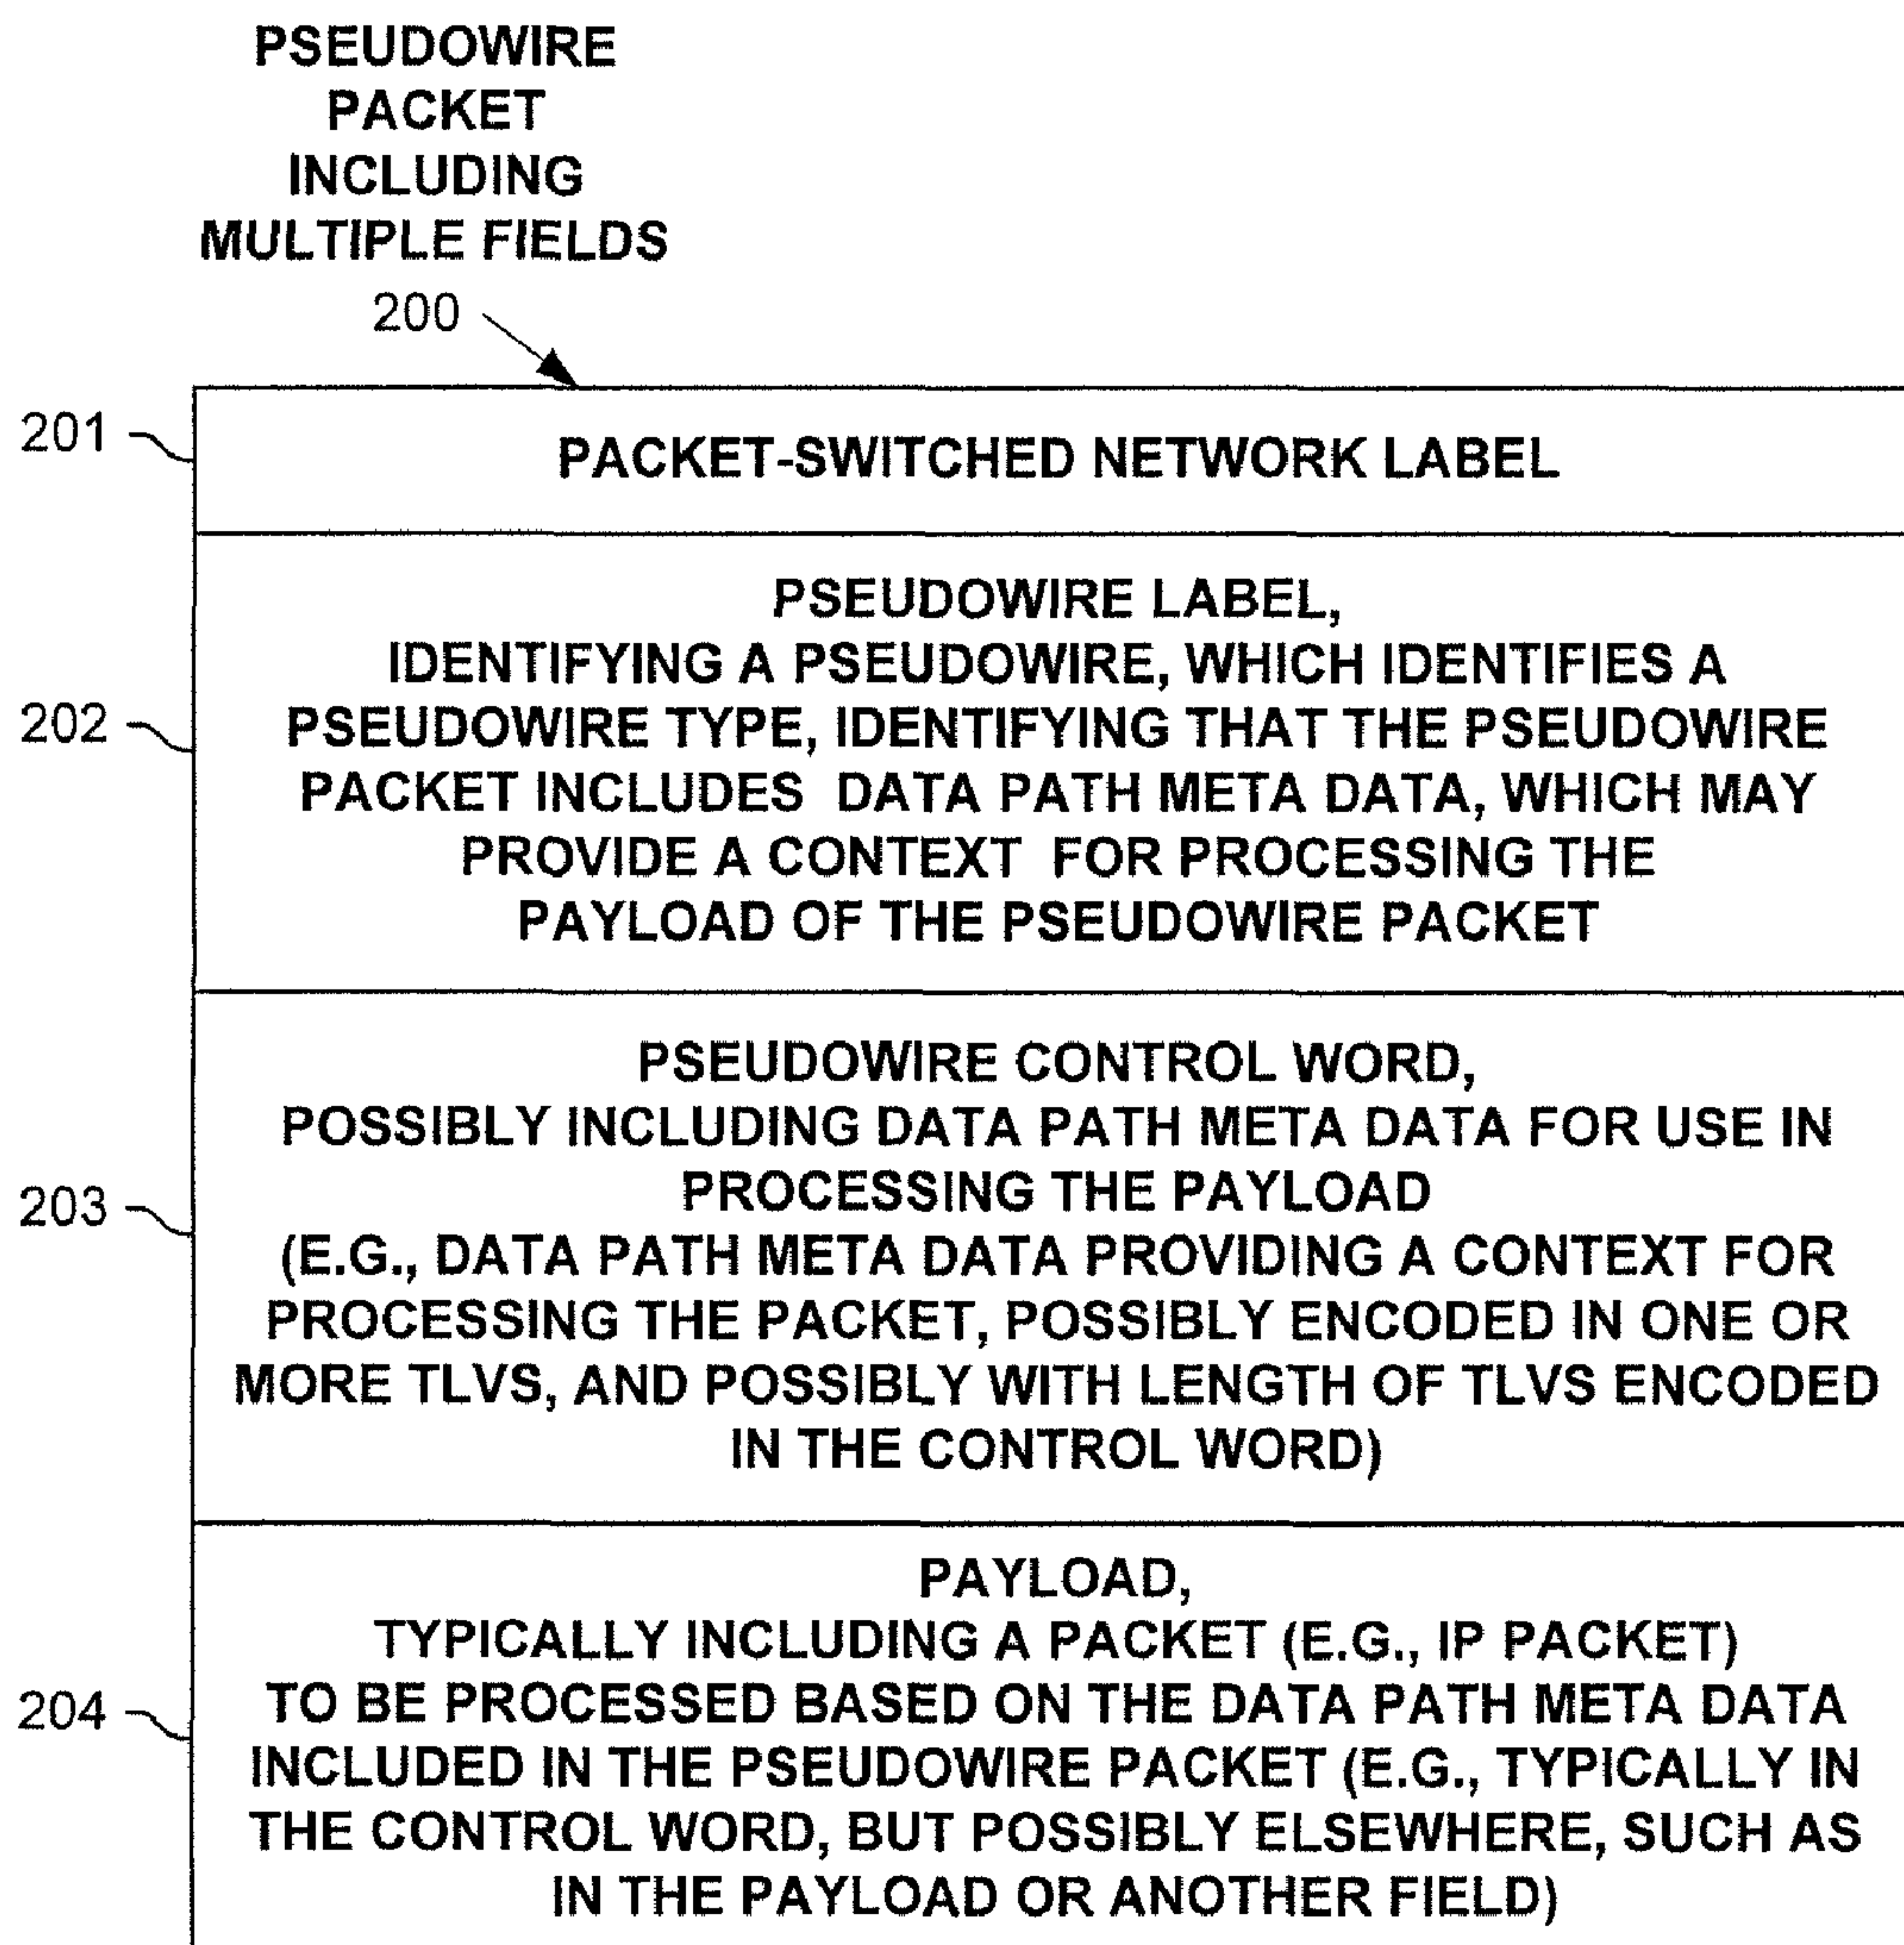 PSEUDOWIRE
PACKET
INCLUDING
MULTIPLE FIELDS
200
201
PACKET-SWITCHED NETWORK LABEL
202
PSEUDOWIRE LABEL,
IDENTIFYING A PSEUDOWIRE, WHICH IDENTIFIES A
PSEUDOWIRE TYPE, IDENTIFYING THAT THE PSEUDOWIRE
PACKET INCLUDES DATA PATH META DATA, WHICH MAY
PROVIDE A CONTEXT FOR PROCESSING THE
PAYLOAD OF THE PSEUDOWIRE PACKET
203
PSEUDOWIRE CONTROL WORD,
POSSIBLY INCLUDING DATA PATH META DATA FOR USE IN
PROCESSING THE PAYLOAD
(E.G., DATA PATH META DATA PROVIDING A CONTEXT FOR
PROCESSING THE PACKET, POSSIBLY ENCODED IN ONE OR
MORE TLVS, AND POSSIBLY WITH LENGTH OF TLVS ENCODED
IN THE CONTROL WORD)
204
PAYLOAD,
TYPICALLY INCLUDING A PACKET (E.G., IP PACKET)
TO BE PROCESSED BASED ON THE DATA PATH META DATA
INCLUDED IN THE PSEUDOWIRE PACKET (E.G., TYPICALLY IN
THE CONTROL WORD, BUT POSSIBLY ELSEWHERE, SUCH AS
IN THE PAYLOAD OR ANOTHER FIELD)